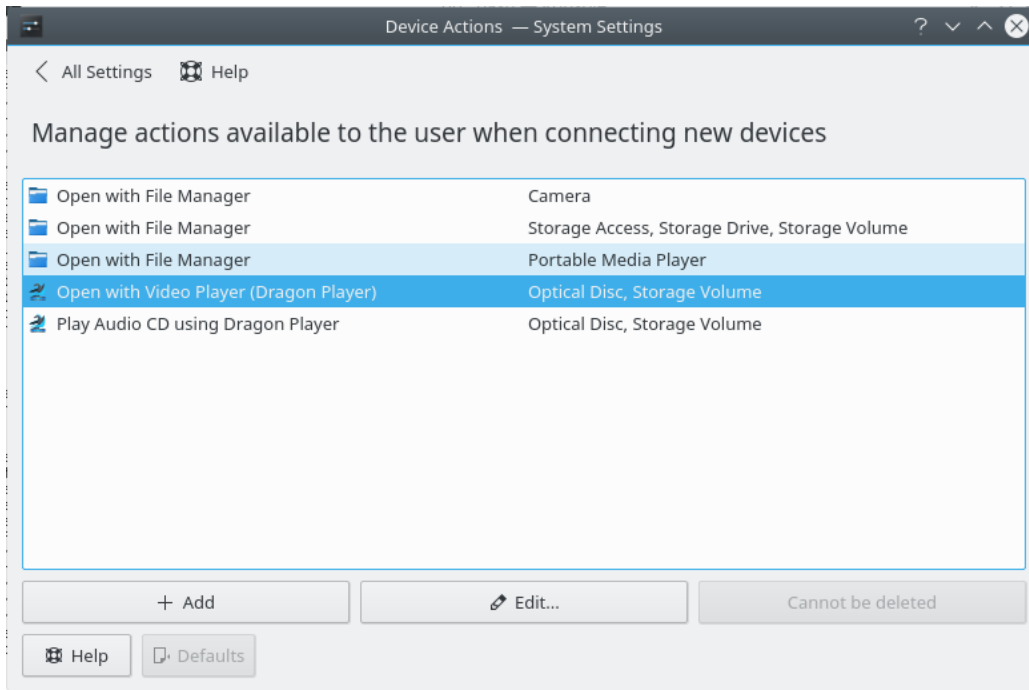 Device Actions — System Settings
All Settings Help
Manage actions available to the user when connecting new devices
Open with File Manager Camera
Open with File Manager Storage Access, Storage Drive, Storage Volume
Open with File Manager Portable Media Player
Open with Video Player (Dragon Player) Optical Disc, Storage Volume
Play Audio CD using Dragon Player Optical Disc, Storage Volume
+ Add Edit... Cannot be deleted
Help Defaults